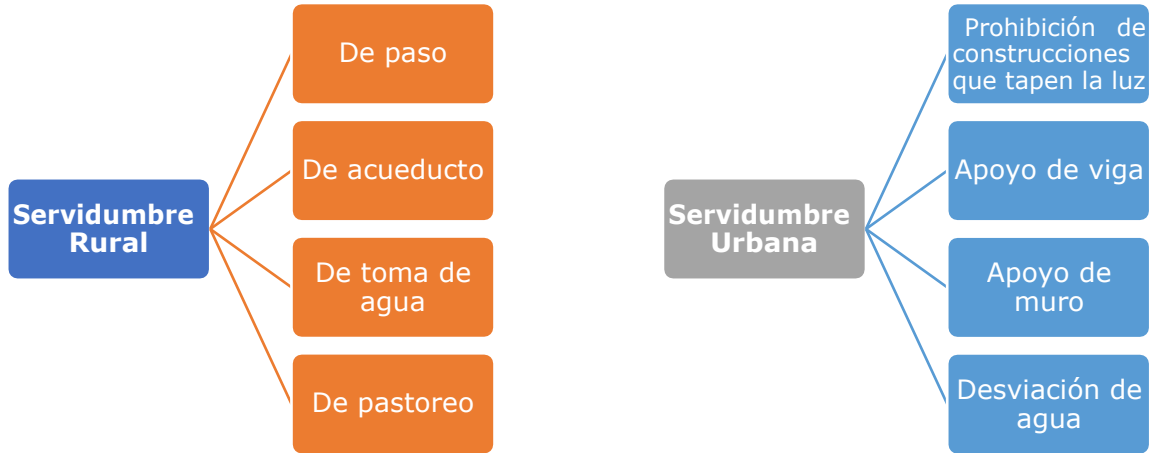 Servidumbre
Rural
De paso
De acueducto
De toma de
agua
De pastoreo
Servidumbre
Urbana
Prohibición de
construcciones
que tapen la luz
Apoyo de viga
Apoyo de
muro
Desviación de
agua